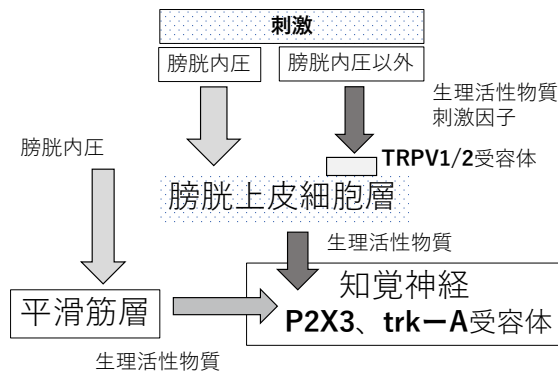 刺激
膀胱内圧
膀胱内圧以外
生理活性物質
刺激因子
膀胱内圧
TRPV1/2受容体
膀胱上皮細胞層
生理活性物質
知覚神経
P2X3、trkーA受容体
平滑筋層
生理活性物質